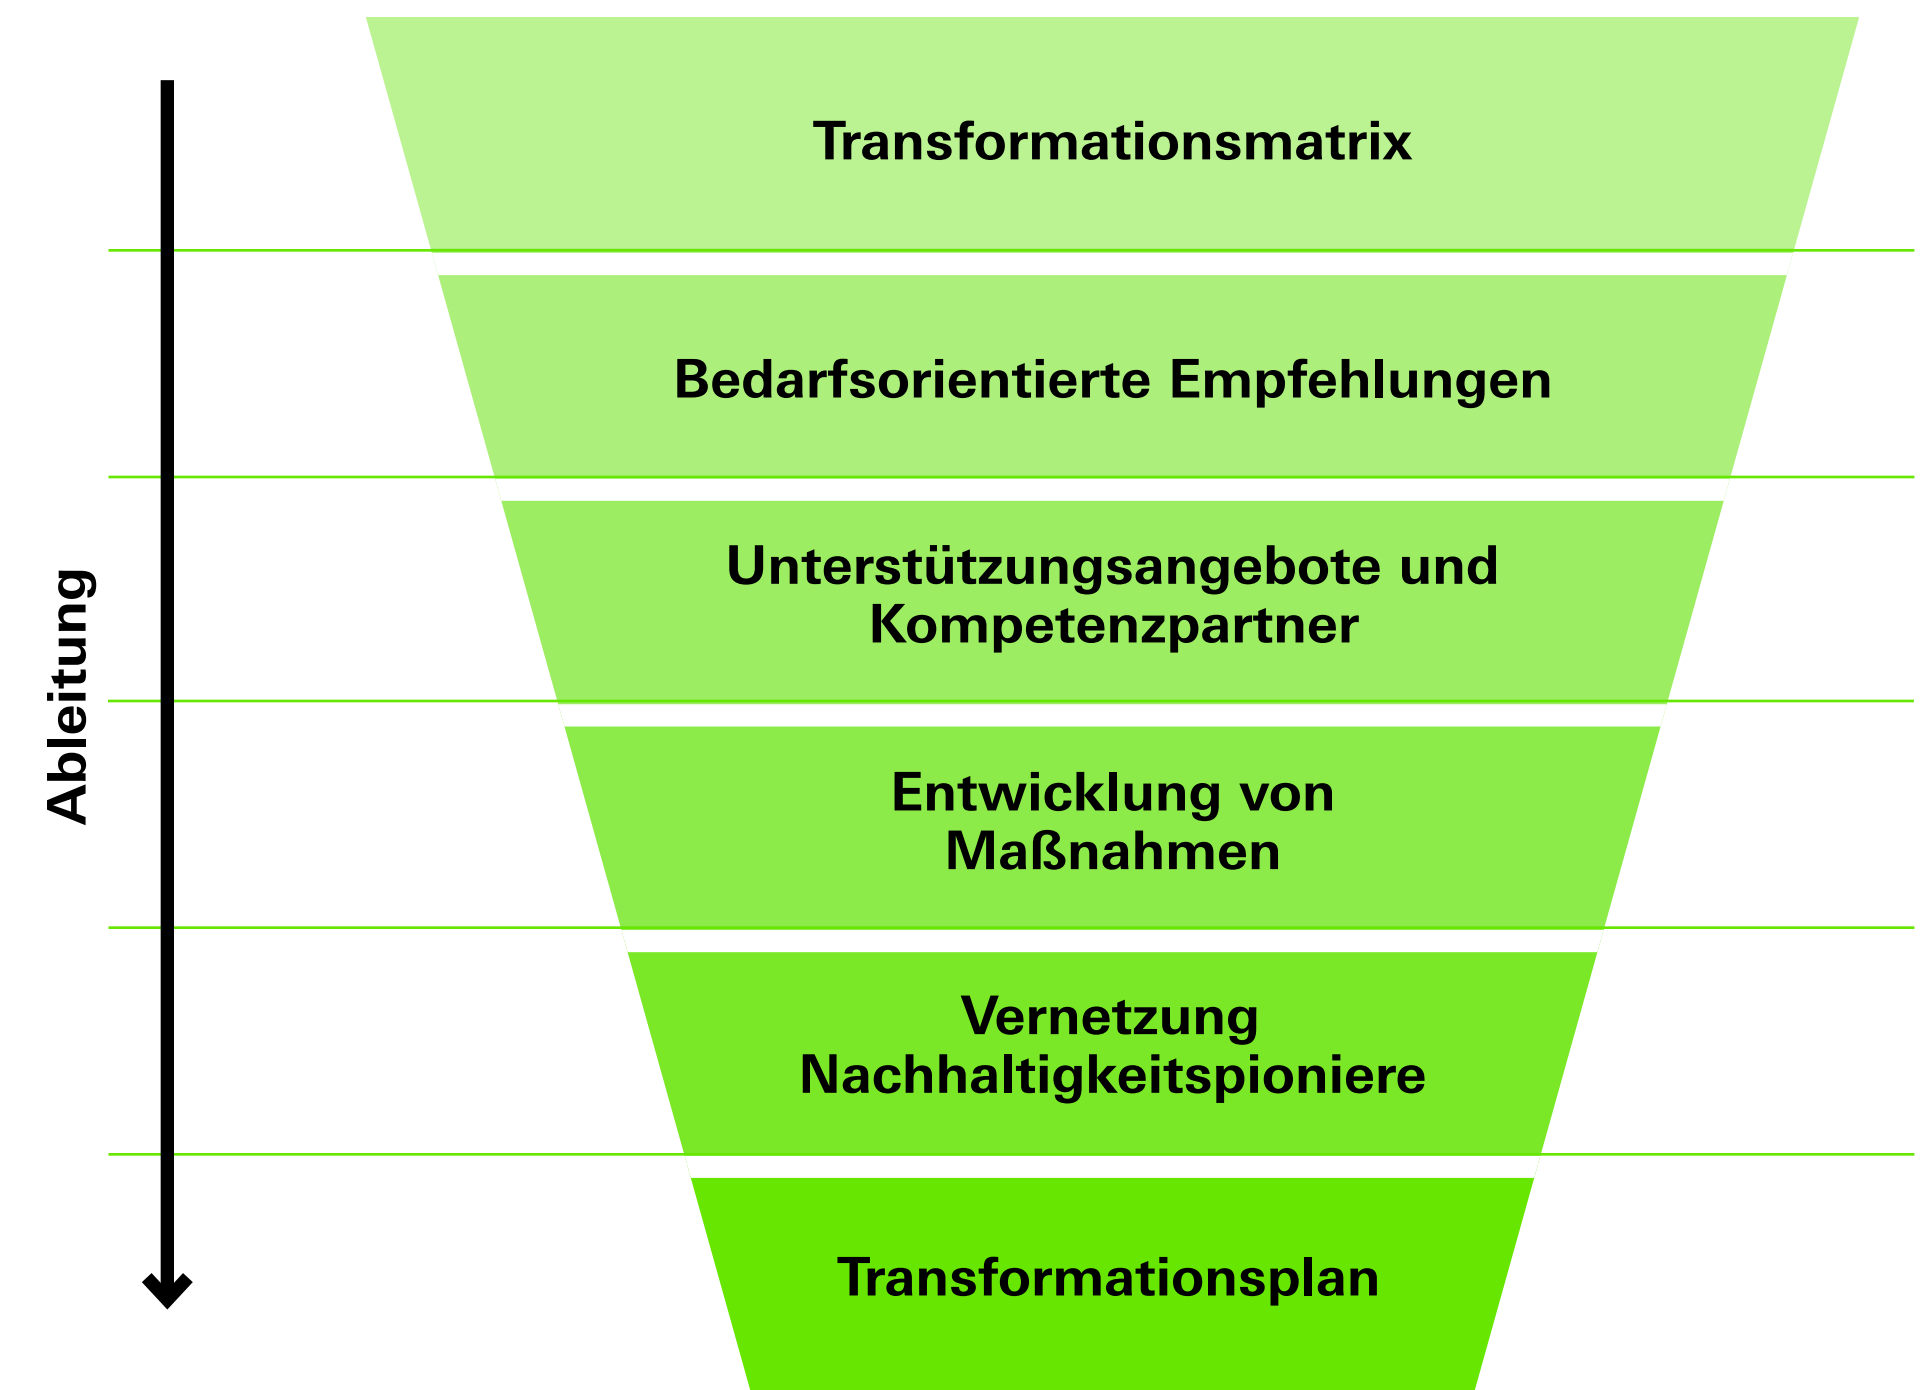 Transformationsmatrix
Bedarfsorientierte Empfehlungen
Unterstützungsangebote und
Kompetenzpartner
Entwicklung von
Maßnahmen
Vernetzung
Nachhaltigkeitspioniere
Transformationsplan
Ableitung